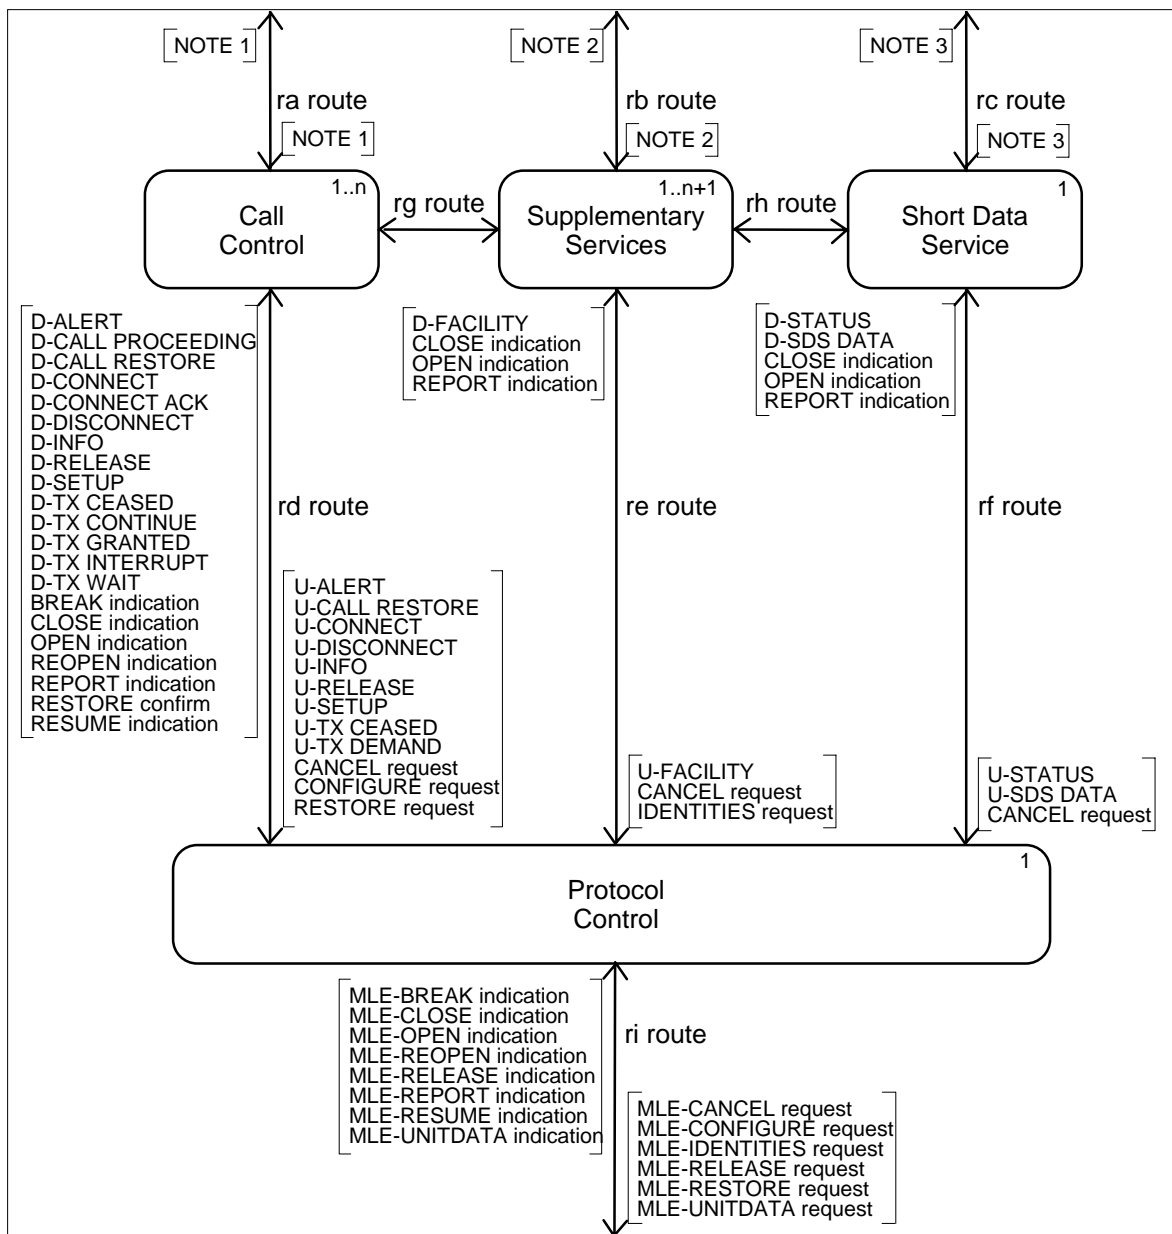 NOTE 1
NOTE 2
NOTE 3
ra route
rb route
rc route
NOTE 1
NOTE 2
NOTE 3
1..n
Call
Control
rg route
1..n+1
Supplementary
Services
rh route
1
Short Data
Service
D-ALERT
D-CALL PROCEEDING
D-CALL RESTORE
D-CONNECT
D-CONNECT ACK
D-DISCONNECT
D-INFO
D-RELEASE
D-SETUP
D-TX CEASED
D-TX CONTINUE
D-TX GRANTED
D-TX INTERRUPT
D-TX WAIT
BREAK indication
CLOSE indication
OPEN indication
REOPEN indication
REPORT indication
RESTORE confirm
RESUME indication
D-FACILITY
CLOSE indication
OPEN indication
REPORT indication
D-STATUS
D-SDS DATA
CLOSE indication
OPEN indication
REPORT indication
rd route
re route
rf route
U-ALERT
U-CALL RESTORE
U-CONNECT
U-DISCONNECT
U-INFO
U-RELEASE
U-SETUP
U-TX CEASED
U-TX DEMAND
CANCEL request
CONFIGURE request
RESTORE request
U-FACILITY
CANCEL request
IDENTITIES request
U-STATUS
U-SDS DATA
CANCEL request
1
Protocol
Control
MLE-BREAK indication
MLE-CLOSE indication
MLE-OPEN indication
MLE-REOPEN indication
MLE-RELEASE indication
MLE-REPORT indication
MLE-RESUME indication
MLE-UNITDATA indication
ri route
MLE-CANCEL request
MLE-CONFIGURE request
MLE-IDENTITIES request
MLE-RELEASE request
MLE-RESTORE request
MLE-UNITDATA request